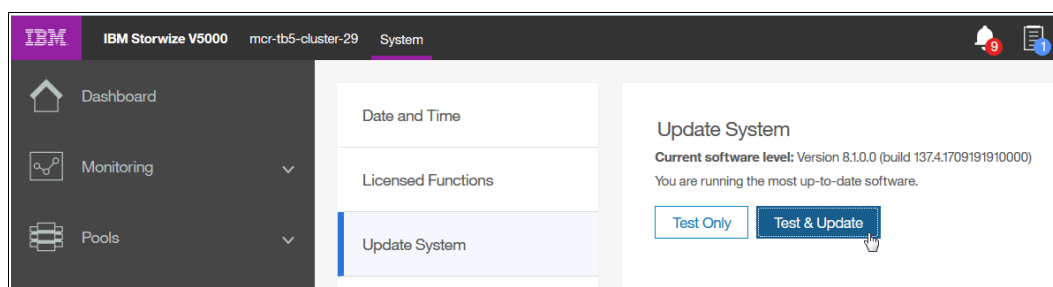 IBM IBM Storwize V5000 mcr-tb5-cluster-29 System 9 1
Dashboard
Monitoring
Pools
Date and Time
Licensed Functions
Update System
Update System
Current software level: Version 8.1.0.0 (build 137.4.1709191910000)
You are running the most up-to-date software.
Test Only Test & Update